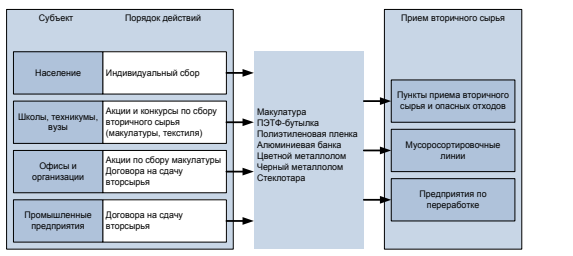 Субъект
Порядок действий
Население
Индивидуальный сбор
Школы, техникумы,
вузы
Акции и конкурсы по сбору
вторичного сырья
(макулатуры, текстиля)
Офисы и
организации
Акции по сбору макулатуры
Договора на сдачу
вторсырья
Промышленные
предприятия
Договора на сдачу
вторсырья
Макулатура
ПЭТФ-бутылка
Полиэтиленовая пленка
Алюминиевая банка
Цветной металлолом
Черный металлолом
Стеклотара
Прием вторичного сырья
Пункты приема вторичного
сырья и опасных отходов
Мусоросортировочные
линии
Предприятия по
переработке